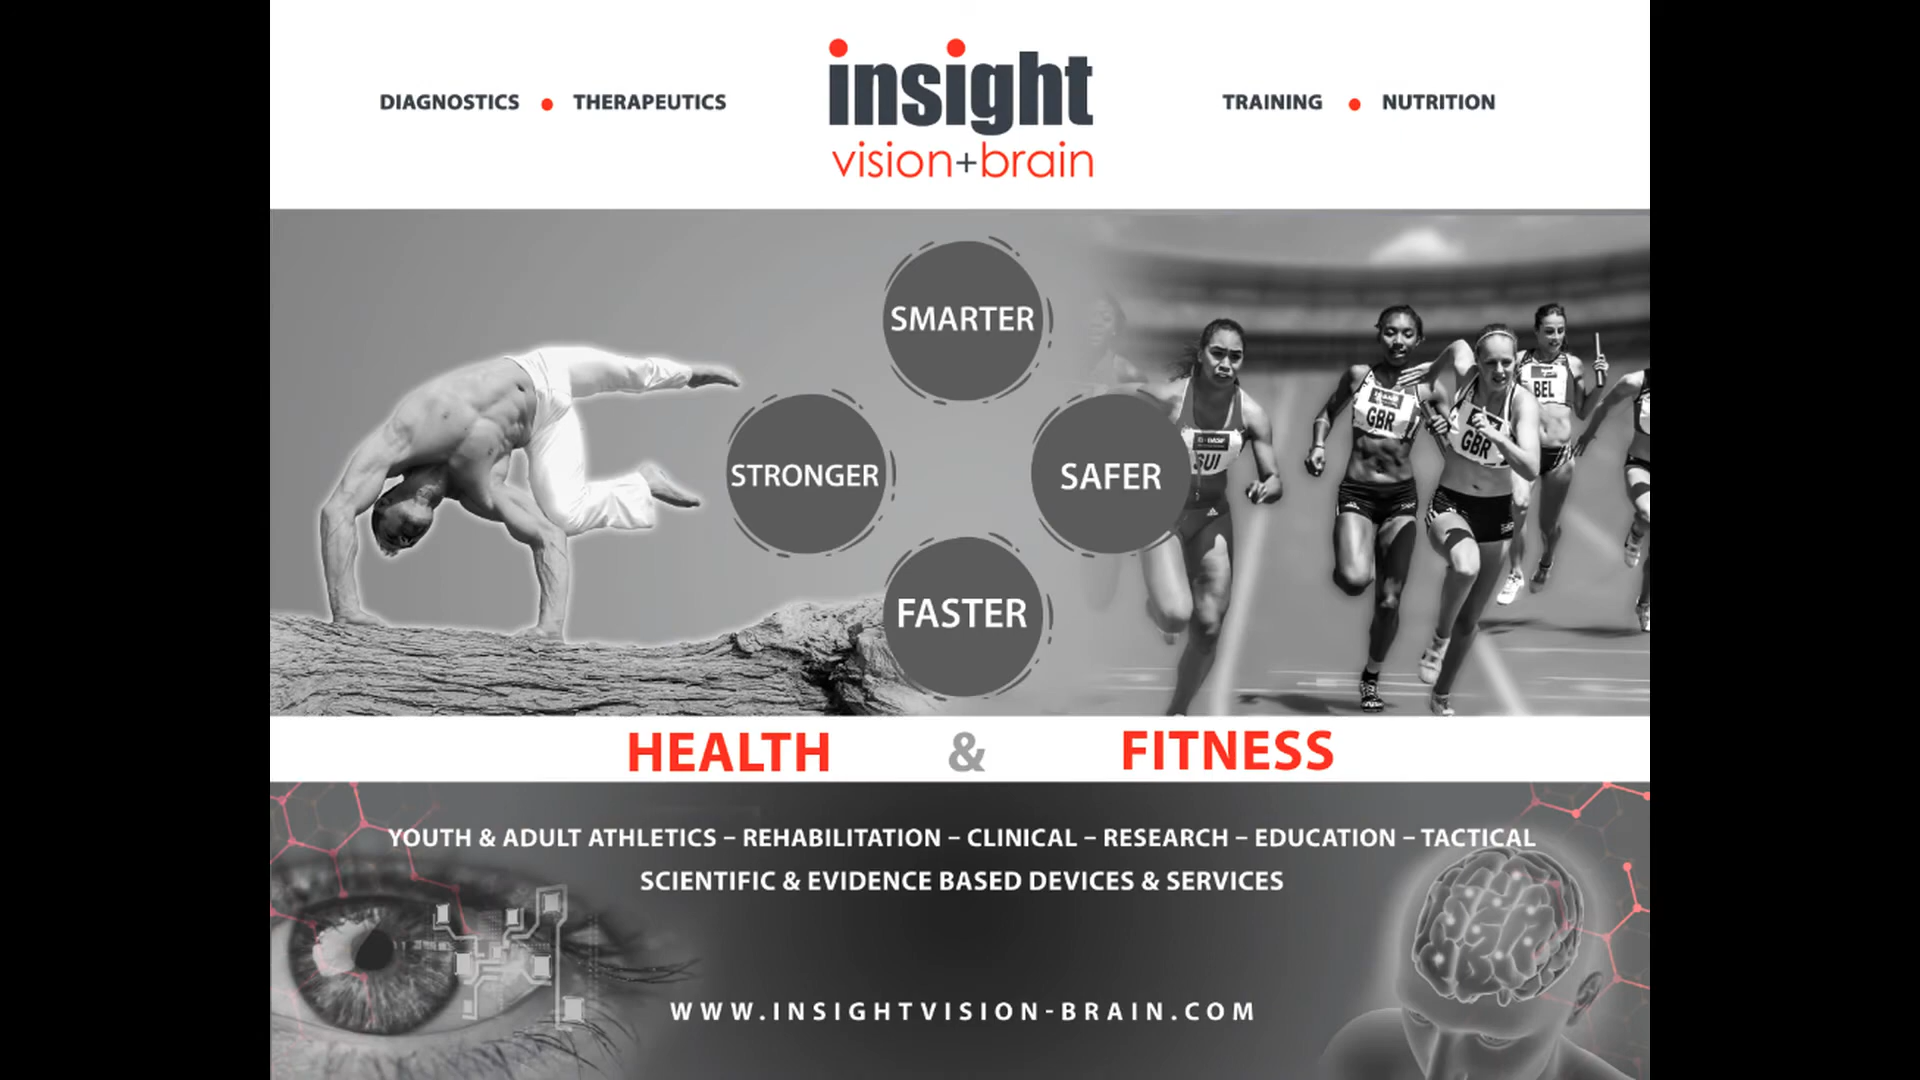 DIAGNOSTICS • THERAPEUTICS
insight
vision+brain
TRAINING • NUTRITION
SMARTER
STRONGER
SAFER
FASTER
SUI
GBR
GBR
BEL
HEALTH & FITNESS
YOUTH & ADULT ATHLETICS – REHABILITATION – CLINICAL – RESEARCH – EDUCATION – TACTICAL
SCIENTIFIC & EVIDENCE BASED DEVICES & SERVICES
WWW.INSIGHTVISION-BRAIN.COM